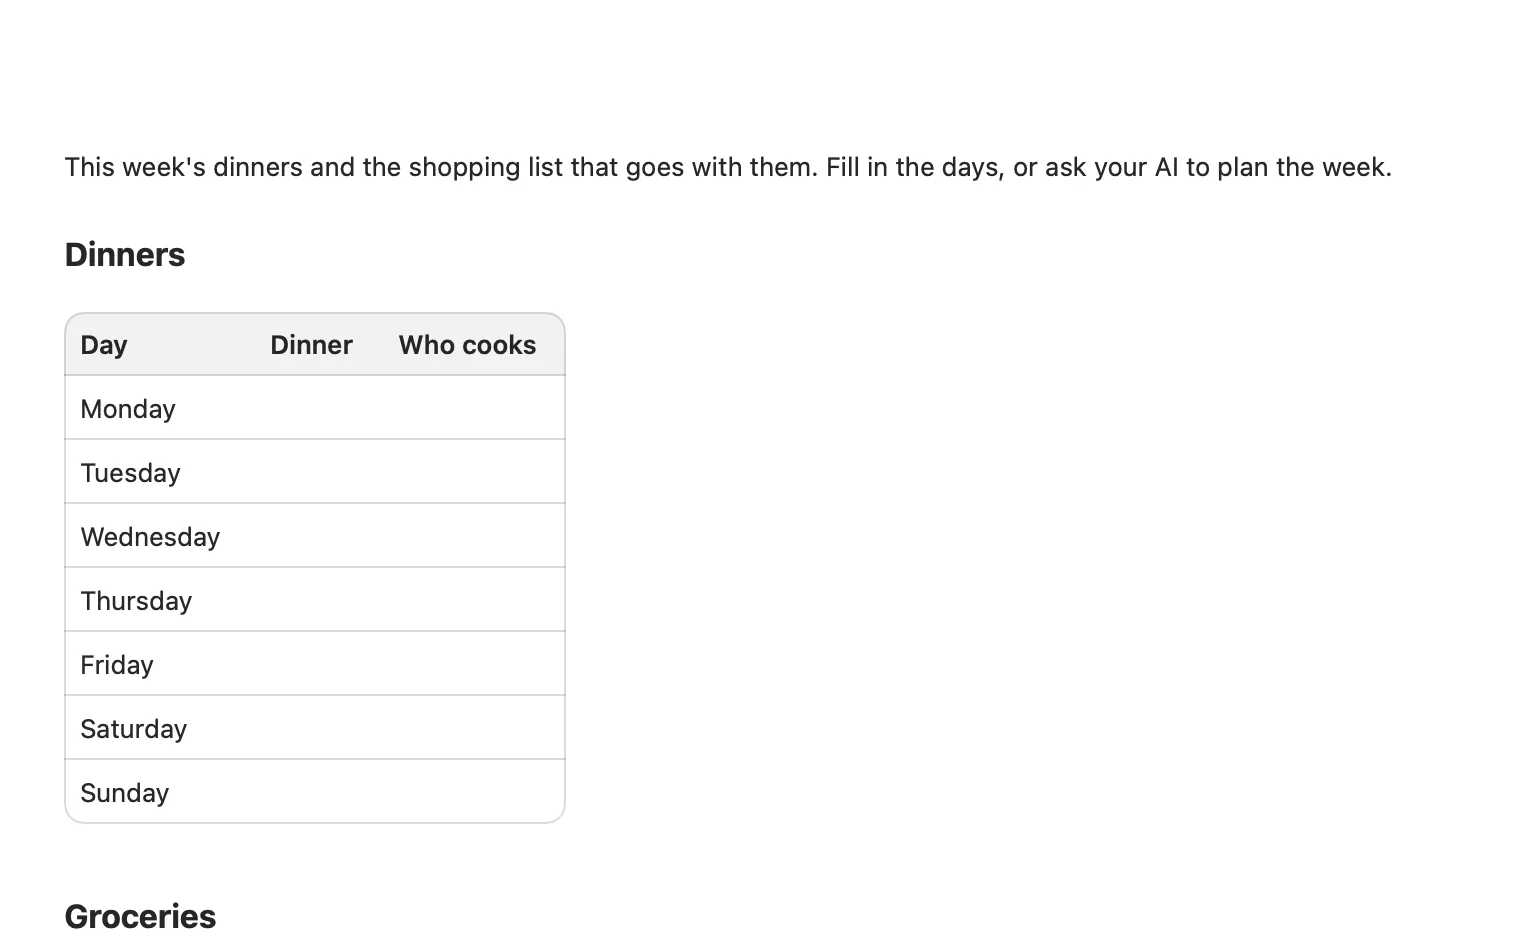 This week's dinners and the shopping list that goes with them. Fill in the days, or ask your AI to plan the week.
Dinners
Day Dinner Who cooks
Monday
Tuesday
Wednesday
Thursday
Friday
Saturday
Sunday
Groceries